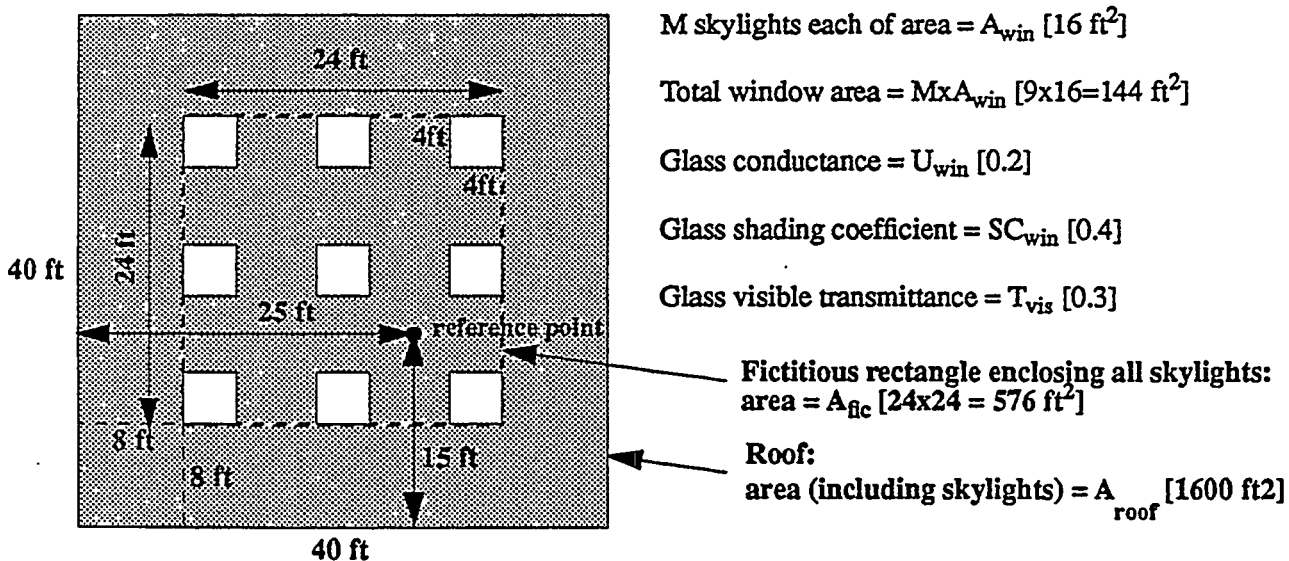 24 ft
4ft
4ft
24 ft
40 ft
25 ft
reference point
8 ft
8 ft
15 ft
40 ft
M skylights each of area = A_win [16 ft²]
Total window area = MxA_win [9x16=144 ft²]
Glass conductance = U_win [0.2]
Glass shading coefficient = SC_win [0.4]
Glass visible transmittance = T_vis [0.3]
Fictitious rectangle enclosing all skylights:
area = A_fic [24x24 = 576 ft²]
Roof:
area (including skylights) = A_roof [1600 ft2]